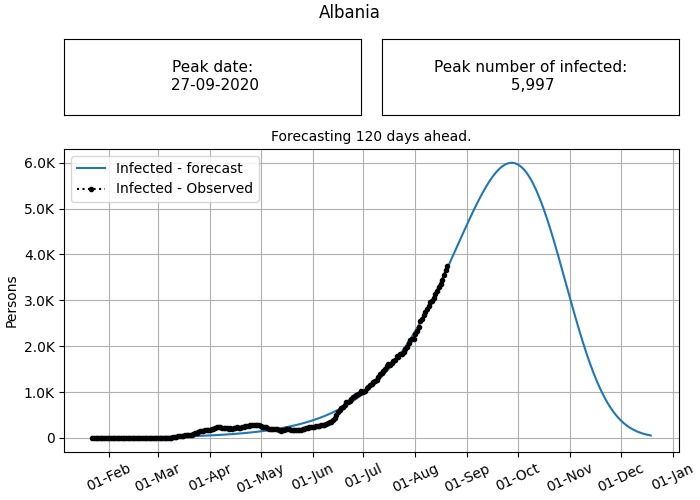 Albania
Peak date:
27-09-2020
Peak number of infected:
5,997
Forecasting 120 days ahead.
Infected - forecast
Infected - Observed
6.0K
5.0K
4.0K
3.0K
2.0K
1.0K
0
Persons
01-Feb
01-Mar
01-Apr
01-May
01-Jun
01-Jul
01-Aug
01-Sep
01-Oct
01-Nov
01-Dec
01-Jan